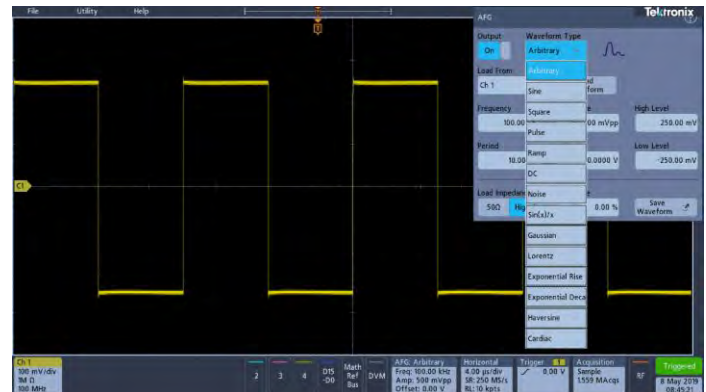 File Utility Help
Tektronix
AFG
Output Waveform Type
On Arbitrary
Load From
Ch 1
Arbitrary
Sine
Square
Pulse
Ramp
DC
Noise
Sin(x)/x
Gaussian
Lorentz
Exponential Rise
Exponential Deca
Haversine
Cardiac
Frequency High Level
100.00 00 mVpp 250.00 mV
Period Low Level
10.00 0.0000 V -250.00 mV
Load Impedance
50Ω Hig 0.00 % Save
Waveform
C1
Ch 1
100 mV/div
1M Ω
100 MHz
2 3 4 D15
-D0
Math
Ref
Bus
DVM
AFG: Arbitrary
Freq: 100.00 kHz
Amp: 500 mVpp
Offset: 0.00 V
Horizontal
4.00 µs/div
SR: 250 MS/s
RL: 10 kpts
Trigger 1
0.00 V
Acquisition
Sample
1559 MAcqs
RF
Triggered
8 May 2019
08:45:21